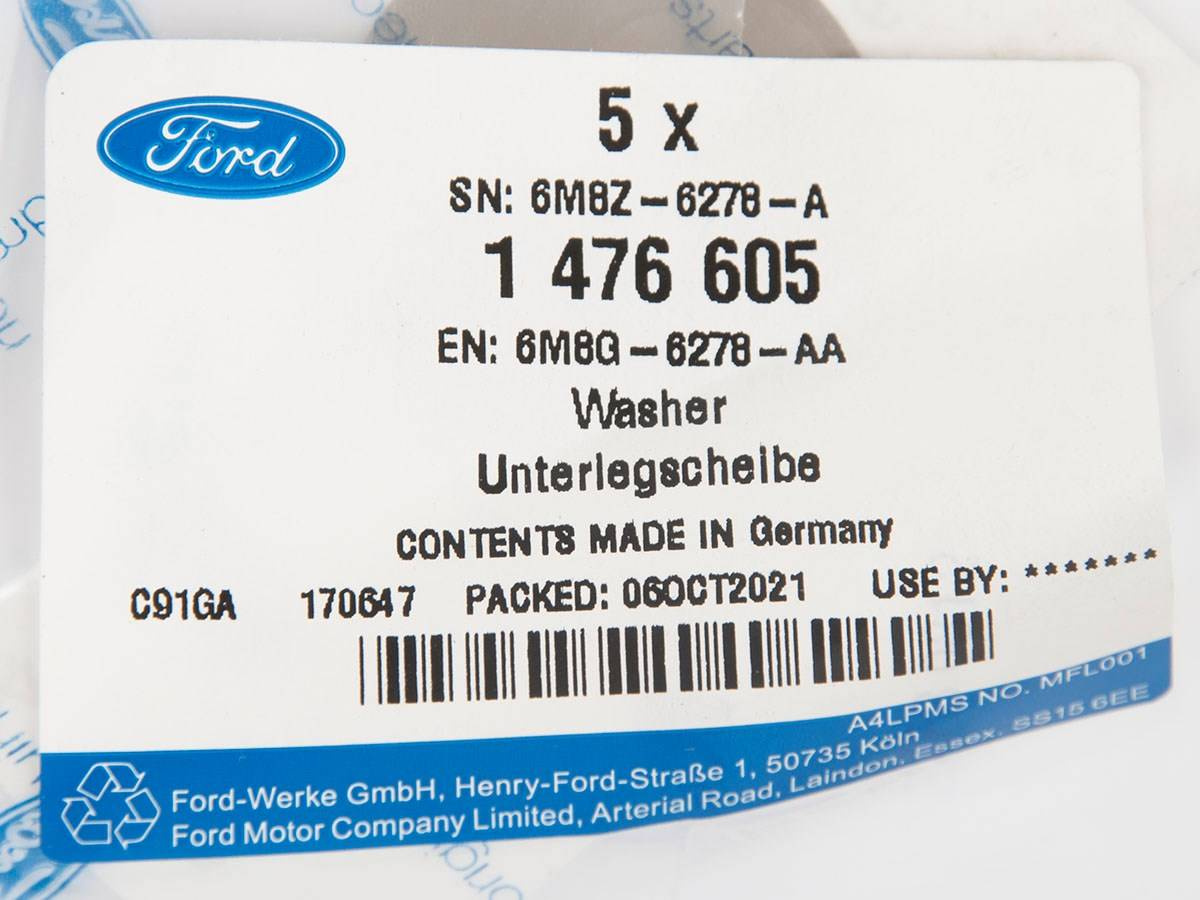 Ford
5 x
SN: 6M8Z-6278-A
1 476 605
EN: 6M8G-6278-AA
Washer
Unterlegscheibe
CONTENTS MADE IN Germany
C91GA 170647 PACKED: 06OCT2021 USE BY: *******
A4LPMS NO. MFL001
Ford-Werke GmbH, Henry-Ford-Straße 1, 50735 Köln
Ford Motor Company Limited, Arterial Road, Laindon, Essex. SS15 6EE